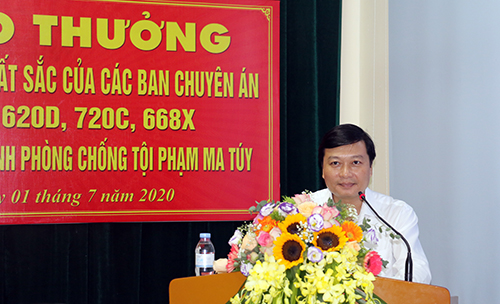 THƯỞNG
SẮC CỦA CÁC BAN CHUYÊN ÁN
620D, 720C, 668X
PHÒNG CHỐNG TỘI PHẠM MA TÚY
01 tháng 7 năm 2020